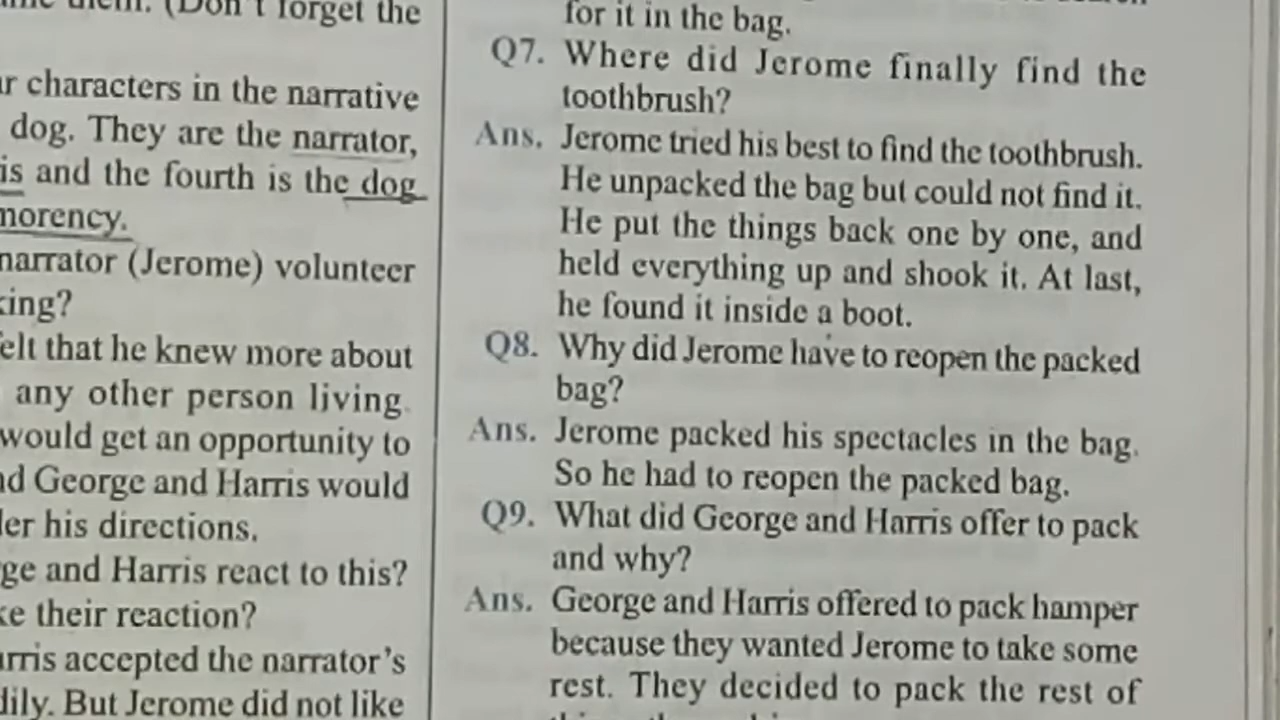 forget the
r characters in the narrative
dog. They are the narrator,
is and the fourth is the dog
morency.
narrator (Jerome) volunteer
king?
elt that he knew more about
any other person living.
would get an opportunity to
nd George and Harris would
ler his directions.
ge and Harris react to this?
ke their reaction?
arris accepted the narrator's
dily. But Jerome did not like
for it in the bag.
Q7. Where did Jerome finally find the
toothbrush?
Ans. Jerome tried his best to find the toothbrush.
He unpacked the bag but could not find it.
He put the things back one by one, and
held everything up and shook it. At last,
he found it inside a boot.
Q8. Why did Jerome have to reopen the packed
bag?
Ans. Jerome packed his spectacles in the bag.
So he had to reopen the packed bag.
Q9. What did George and Harris offer to pack
and why?
Ans. George and Harris offered to pack hamper
because they wanted Jerome to take some
rest. They decided to pack the rest of